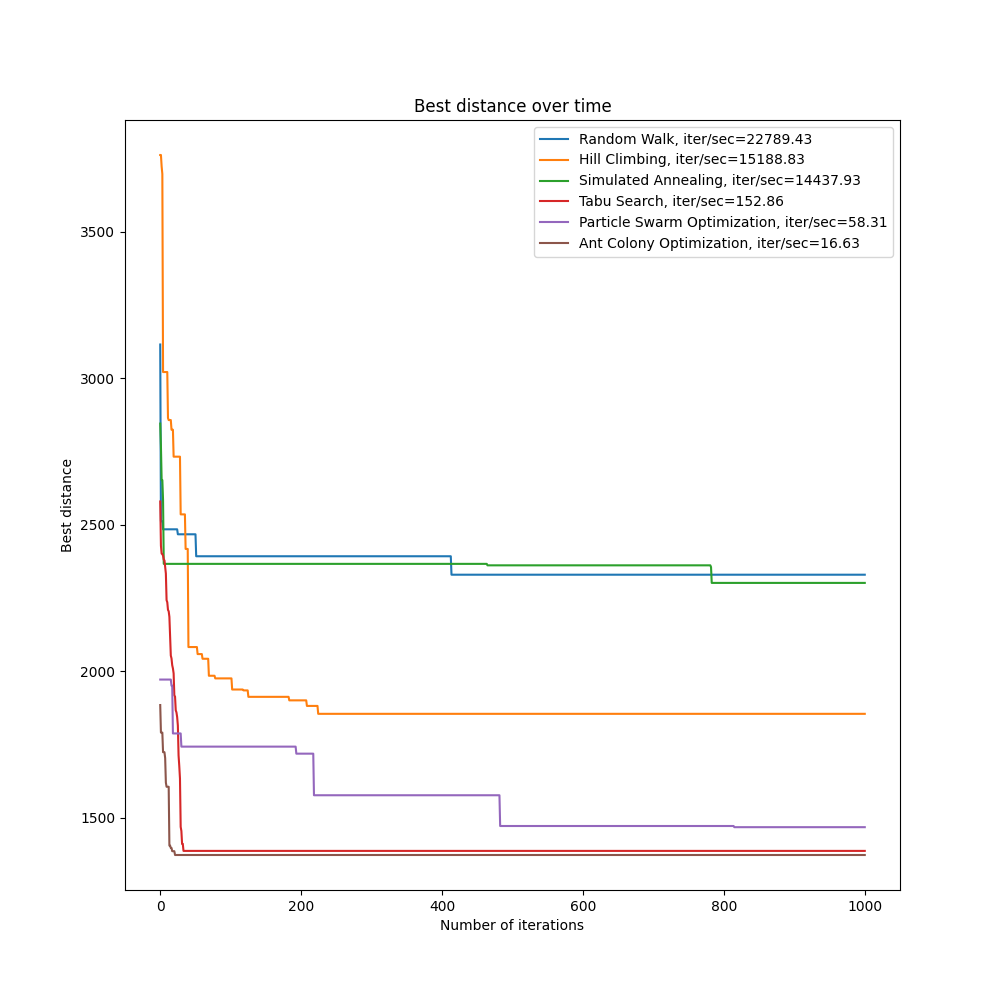 Best distance over time
Random Walk, iter/sec=22789.43
Hill Climbing, iter/sec=15188.83
Simulated Annealing, iter/sec=14437.93
Tabu Search, iter/sec=152.86
Particle Swarm Optimization, iter/sec=58.31
Ant Colony Optimization, iter/sec=16.63
Best distance
3500
3000
2500
2000
1500
0 200 400 600 800 1000
Number of iterations